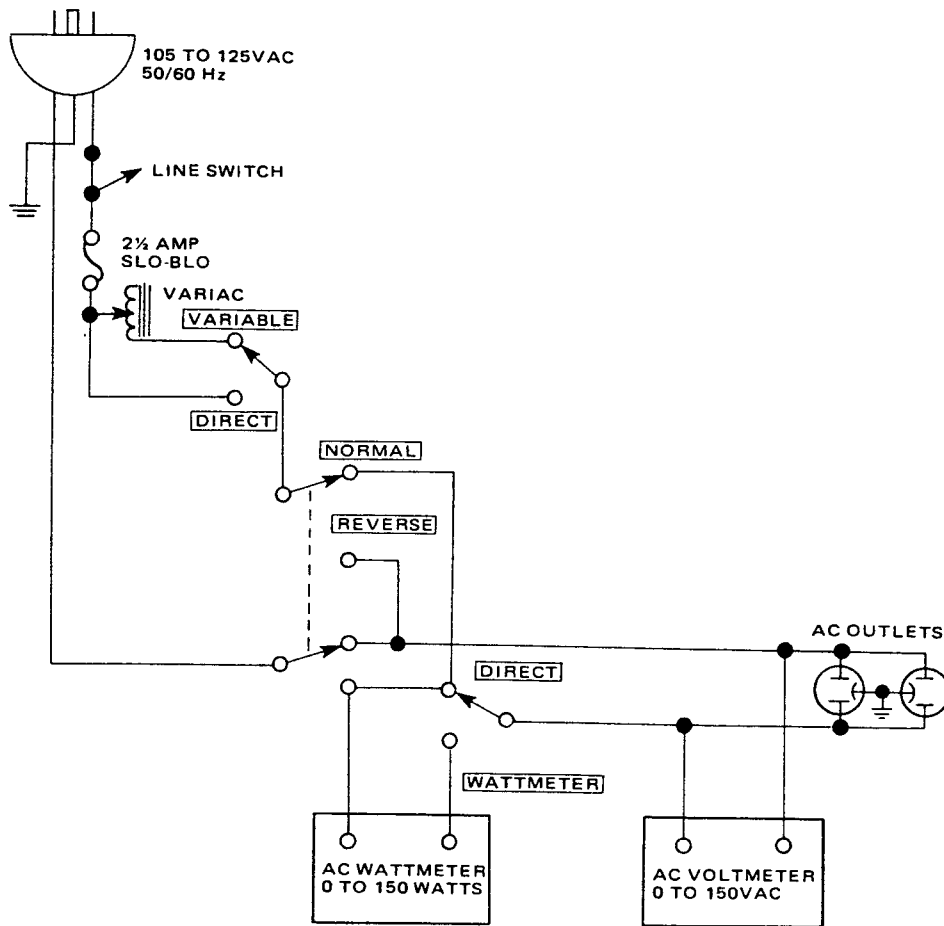 105 TO 125VAC
50/60 Hz
LINE SWITCH
2½ AMP
SLO-BLO
VARIAC
VARIABLE
DIRECT
NORMAL
REVERSE
AC OUTLETS
DIRECT
WATTMETER
AC WATTMETER
0 TO 150 WATTS
AC VOLTMETER
0 TO 150VAC